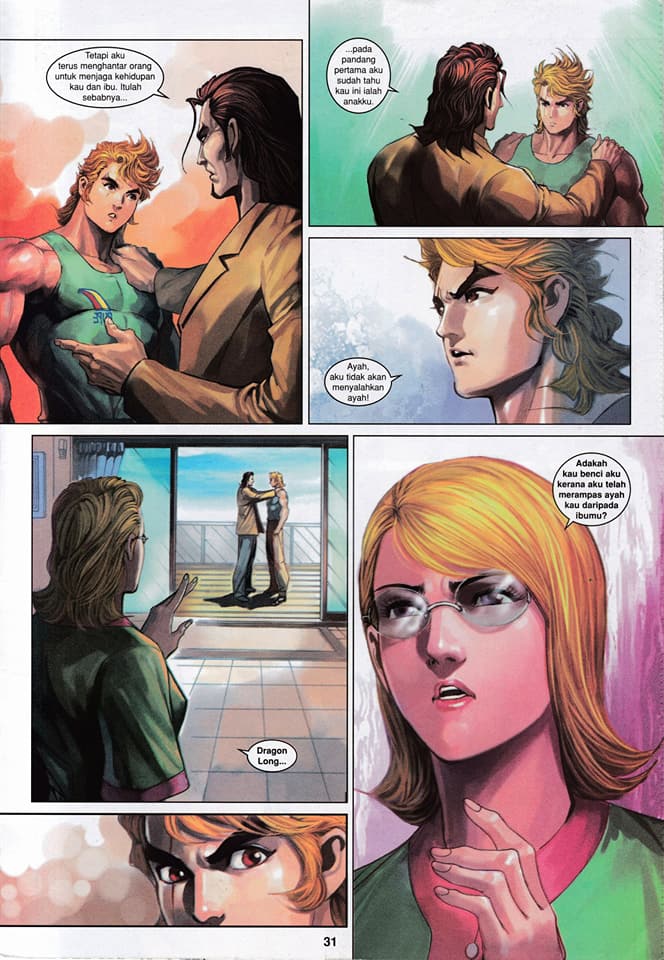 Tetapi aku
terus menghantar orang
untuk menjaga kehidupan
kau dan ibu. Itulah
sebabnya...
...pada
pandang
pertama aku
sudah tahu
kau ini ialah
anakku.
Ayah,
aku tidak akan
menyalahkan
ayah!
Dragon
Long...
Adakah
kau benci aku
kerana aku telah
merampas ayah
kau daripada
ibumu?
31